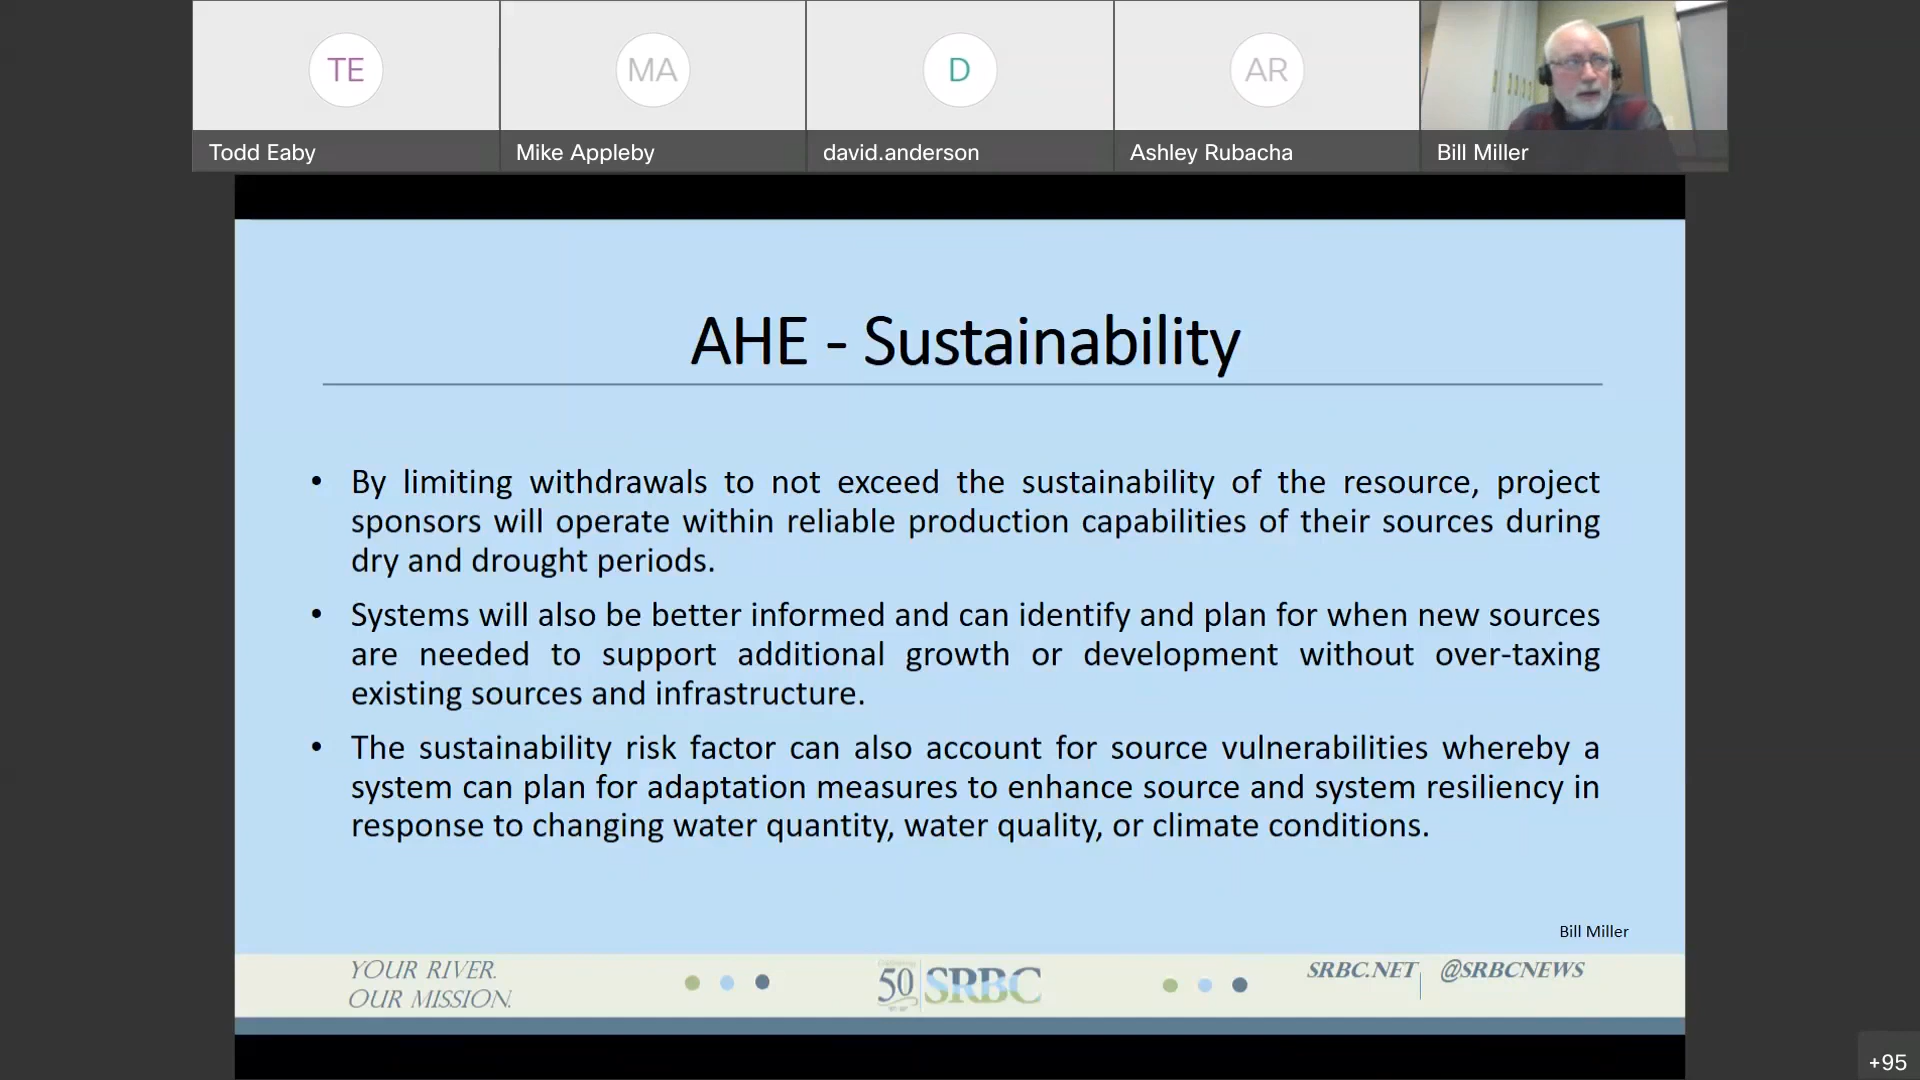 TE
MA
D
AR
Todd Eaby
Mike Appleby
david.anderson
Ashley Rubacha
Bill Miller
AHE - Sustainability
• By limiting withdrawals to not exceed the sustainability of the resource, project
sponsors will operate within reliable production capabilities of their sources during
dry and drought periods.
• Systems will also be better informed and can identify and plan for when new sources
are needed to support additional growth or development without over-taxing
existing sources and infrastructure.
• The sustainability risk factor can also account for source vulnerabilities whereby a
system can plan for adaptation measures to enhance source and system resiliency in
response to changing water quantity, water quality, or climate conditions.
Bill Miller
YOUR RIVER.
OUR MISSION.
50 SRBC
SRBC.NET
@SRBCNEWS
+95